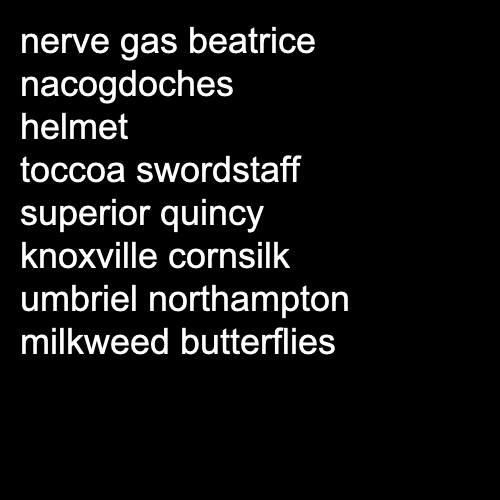 nerve gas beatrice
nacogdoches
helmet
toccoa swordstaff
superior quincy
knoxville cornsilk
umbriel northampton
milkweed butterflies